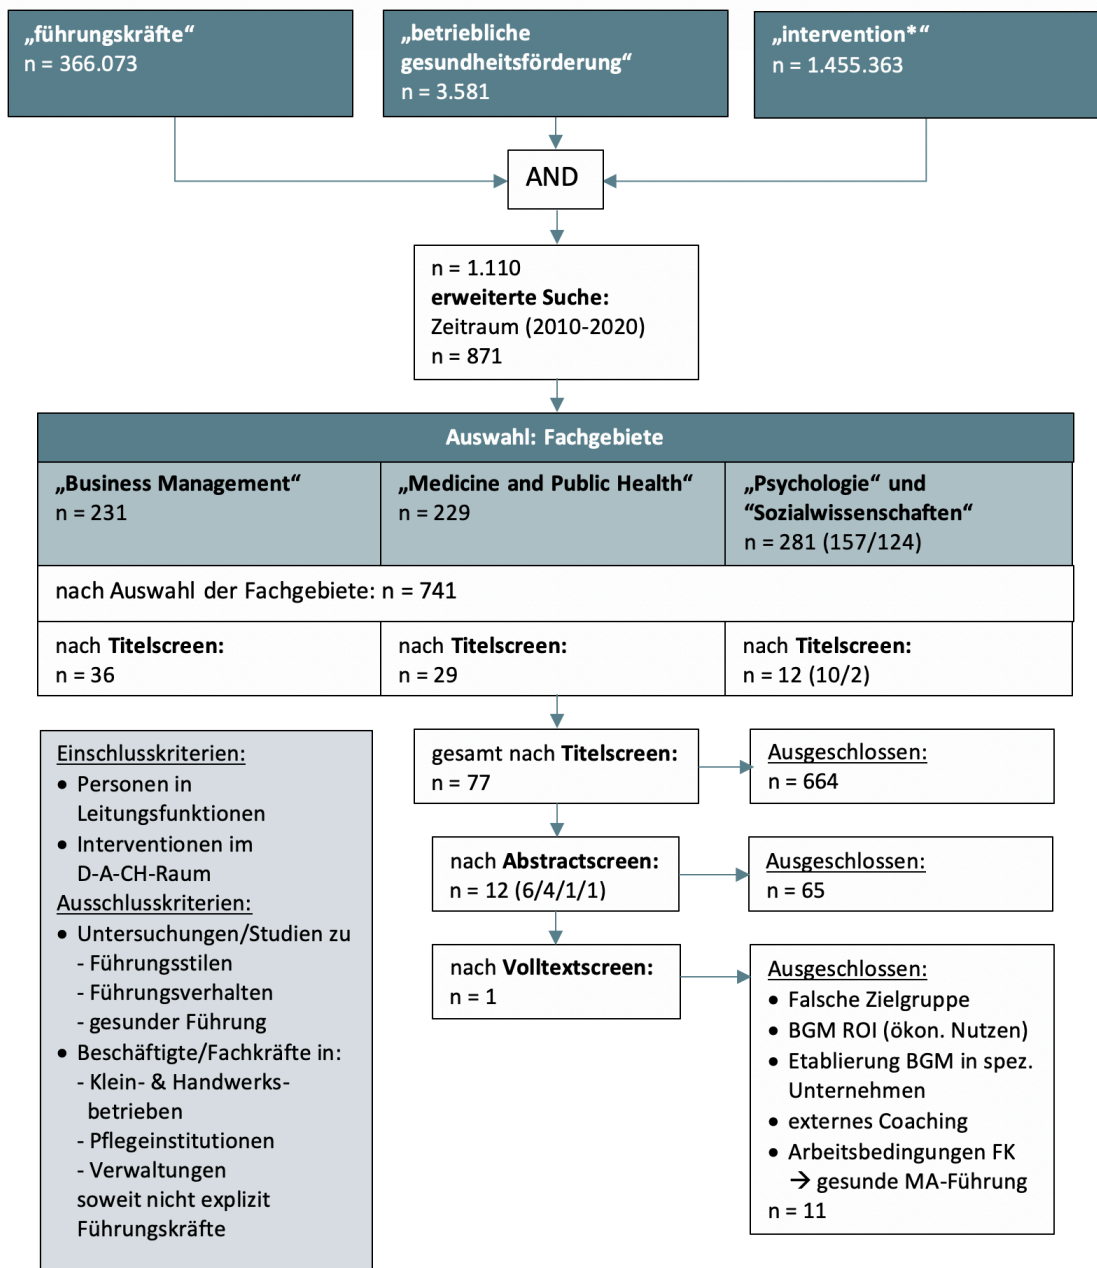 „führungskräfte“
n = 366.073
„betriebliche
gesundheitsförderung“
n = 3.581
„intervention*“
n = 1.455.363
AND
n = 1.110
erweiterte Suche:
Zeitraum (2010-2020)
n = 871
Auswahl: Fachgebiete
„Business Management“
n = 231
„Medicine and Public Health“
n = 229
„Psychologie“ und
“Sozialwissenschaften“
n = 281 (157/124)
nach Auswahl der Fachgebiete: n = 741
nach Titelscreen:
n = 36
nach Titelscreen:
n = 29
nach Titelscreen:
n = 12 (10/2)
Einschlusskriterien:
• Personen in
Leitungsfunktionen
• Interventionen im
D-A-CH-Raum
Ausschlusskriterien:
• Untersuchungen/Studien zu
- Führungsstilen
- Führungsverhalten
- gesunder Führung
• Beschäftigte/Fachkräfte in:
- Klein- & Handwerks-
betrieben
- Pflegeinstitutionen
- Verwaltungen
soweit nicht explizit
Führungskräfte
gesamt nach Titelscreen:
n = 77
Ausgeschlossen:
n = 664
nach Abstractscreen:
n = 12 (6/4/1/1)
Ausgeschlossen:
n = 65
nach Volltextscreen:
n = 1
Ausgeschlossen:
• Falsche Zielgruppe
• BGM ROI (ökon. Nutzen)
• Etablierung BGM in spez.
Unternehmen
• externes Coaching
• Arbeitsbedingungen FK
→ gesunde MA-Führung
n = 11